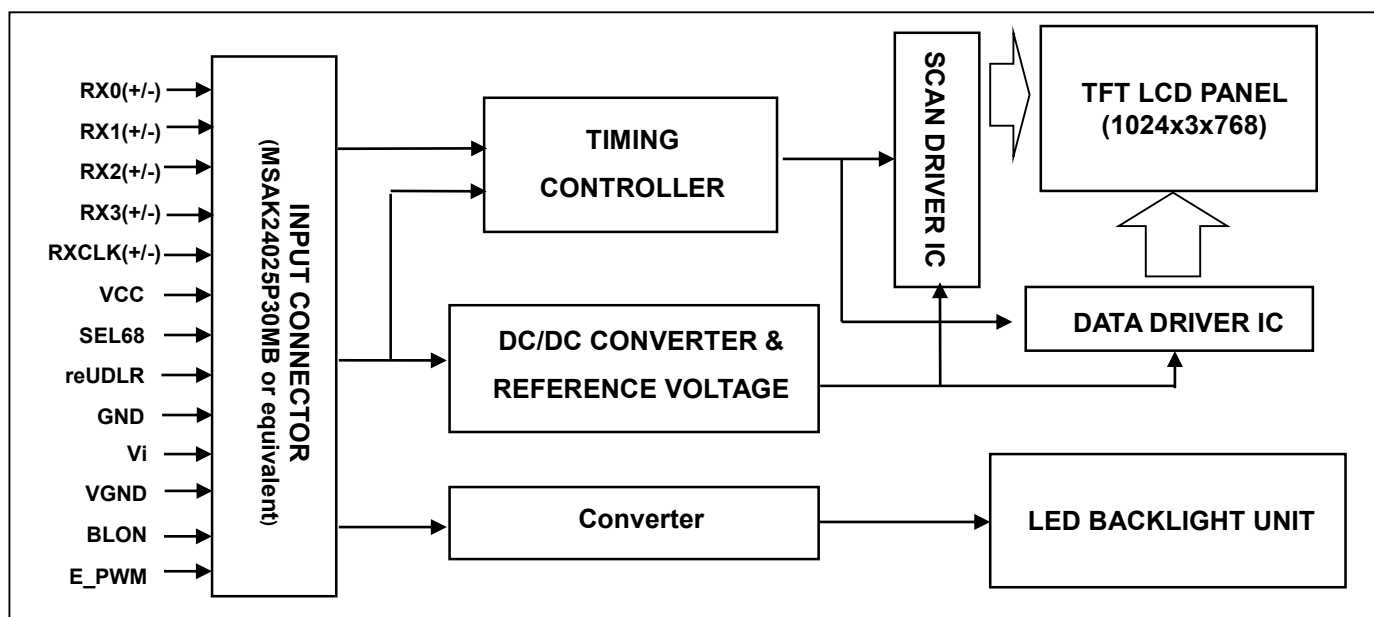 RX0(+/-)
RX1(+/-)
RX2(+/-)
RX3(+/-)
RXCLK(+/-)
VCC
SEL68
reUDLR
GND
Vi
VGND
BLON
E_PWM
INPUT CONNECTOR
(MSAK24025P30MB or equivalent)
TIMING
CONTROLLER
DC/DC CONVERTER &
REFERENCE VOLTAGE
Converter
SCAN DRIVER IC
TFT LCD PANEL
(1024x3x768)
DATA DRIVER IC
LED BACKLIGHT UNIT